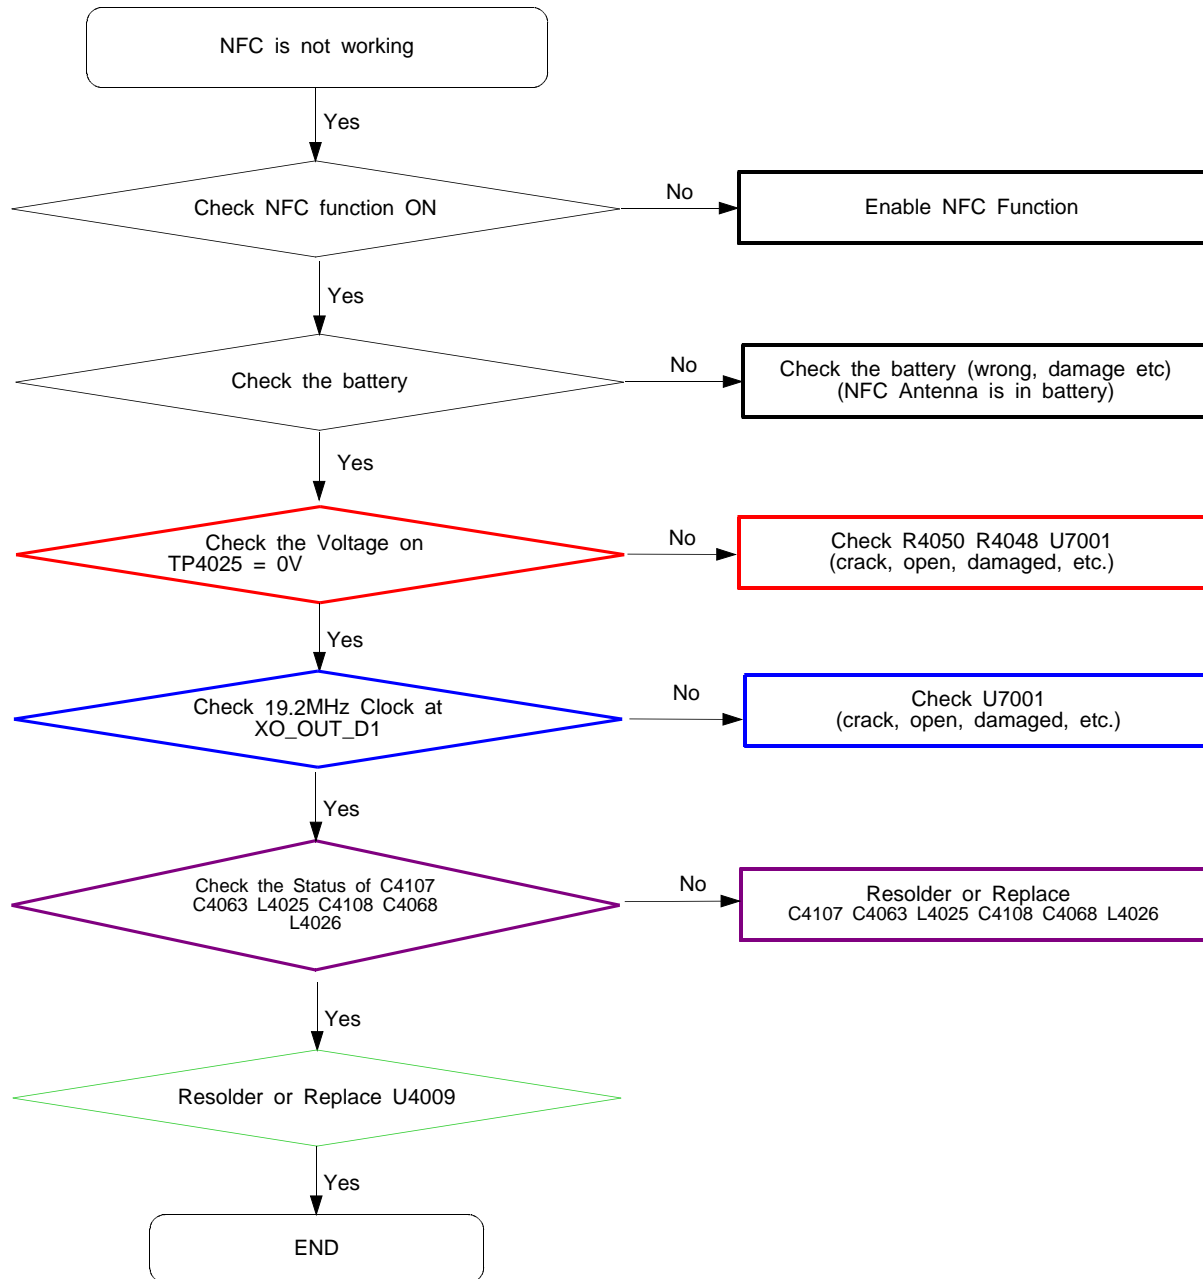 NFC is not working
Yes
Check NFC function ON
No
Enable NFC Function
Yes
Check the battery
No
Check the battery (wrong, damage etc)
(NFC Antenna is in battery)
Yes
Check the Voltage on
TP4025 = 0V
No
Check R4050 R4048 U7001
(crack, open, damaged, etc.)
Yes
Check 19.2MHz Clock at
XO_OUT_D1
No
Check U7001
(crack, open, damaged, etc.)
Yes
Check the Status of C4107
C4063 L4025 C4108 C4068
L4026
No
Resolder or Replace
C4107 C4063 L4025 C4108 C4068 L4026
Yes
Resolder or Replace U4009
Yes
END